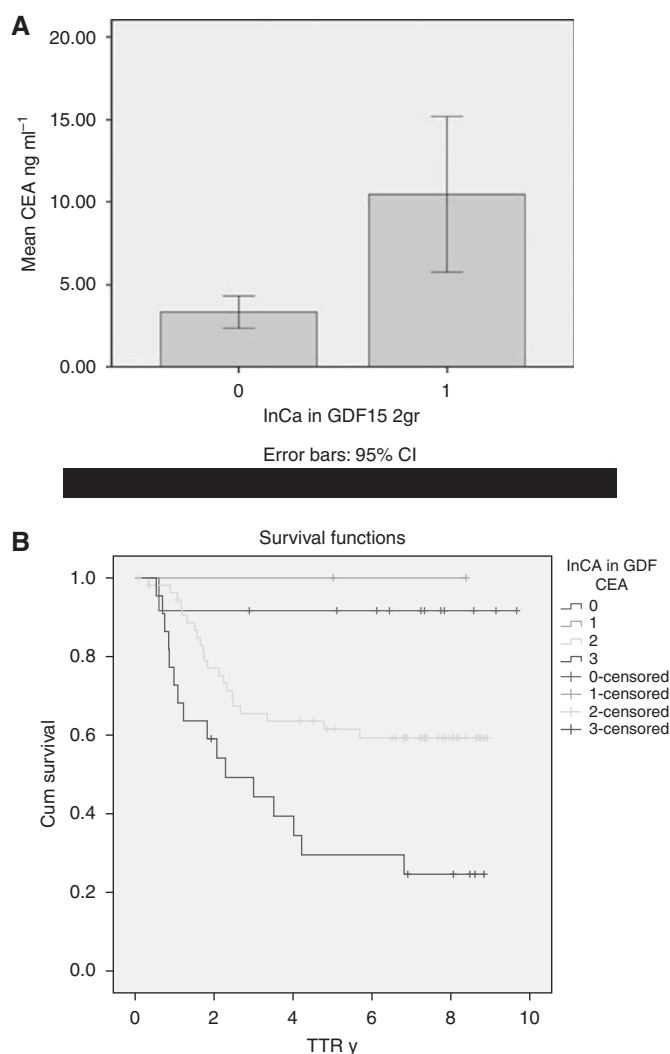 A
20.00
15.00
10.00
5.00
0.00
Mean CEA ng ml⁻¹
0 1
InCa in GDF15 2gr
Error bars: 95% CI
B
Survival functions
1.0
0.8
0.6
0.4
0.2
0.0
Cum survival
0 2 4 6 8 10
TTR y
InCA in GDF
CEA
0
1
2
3
0-censored
1-censored
2-censored
3-censored